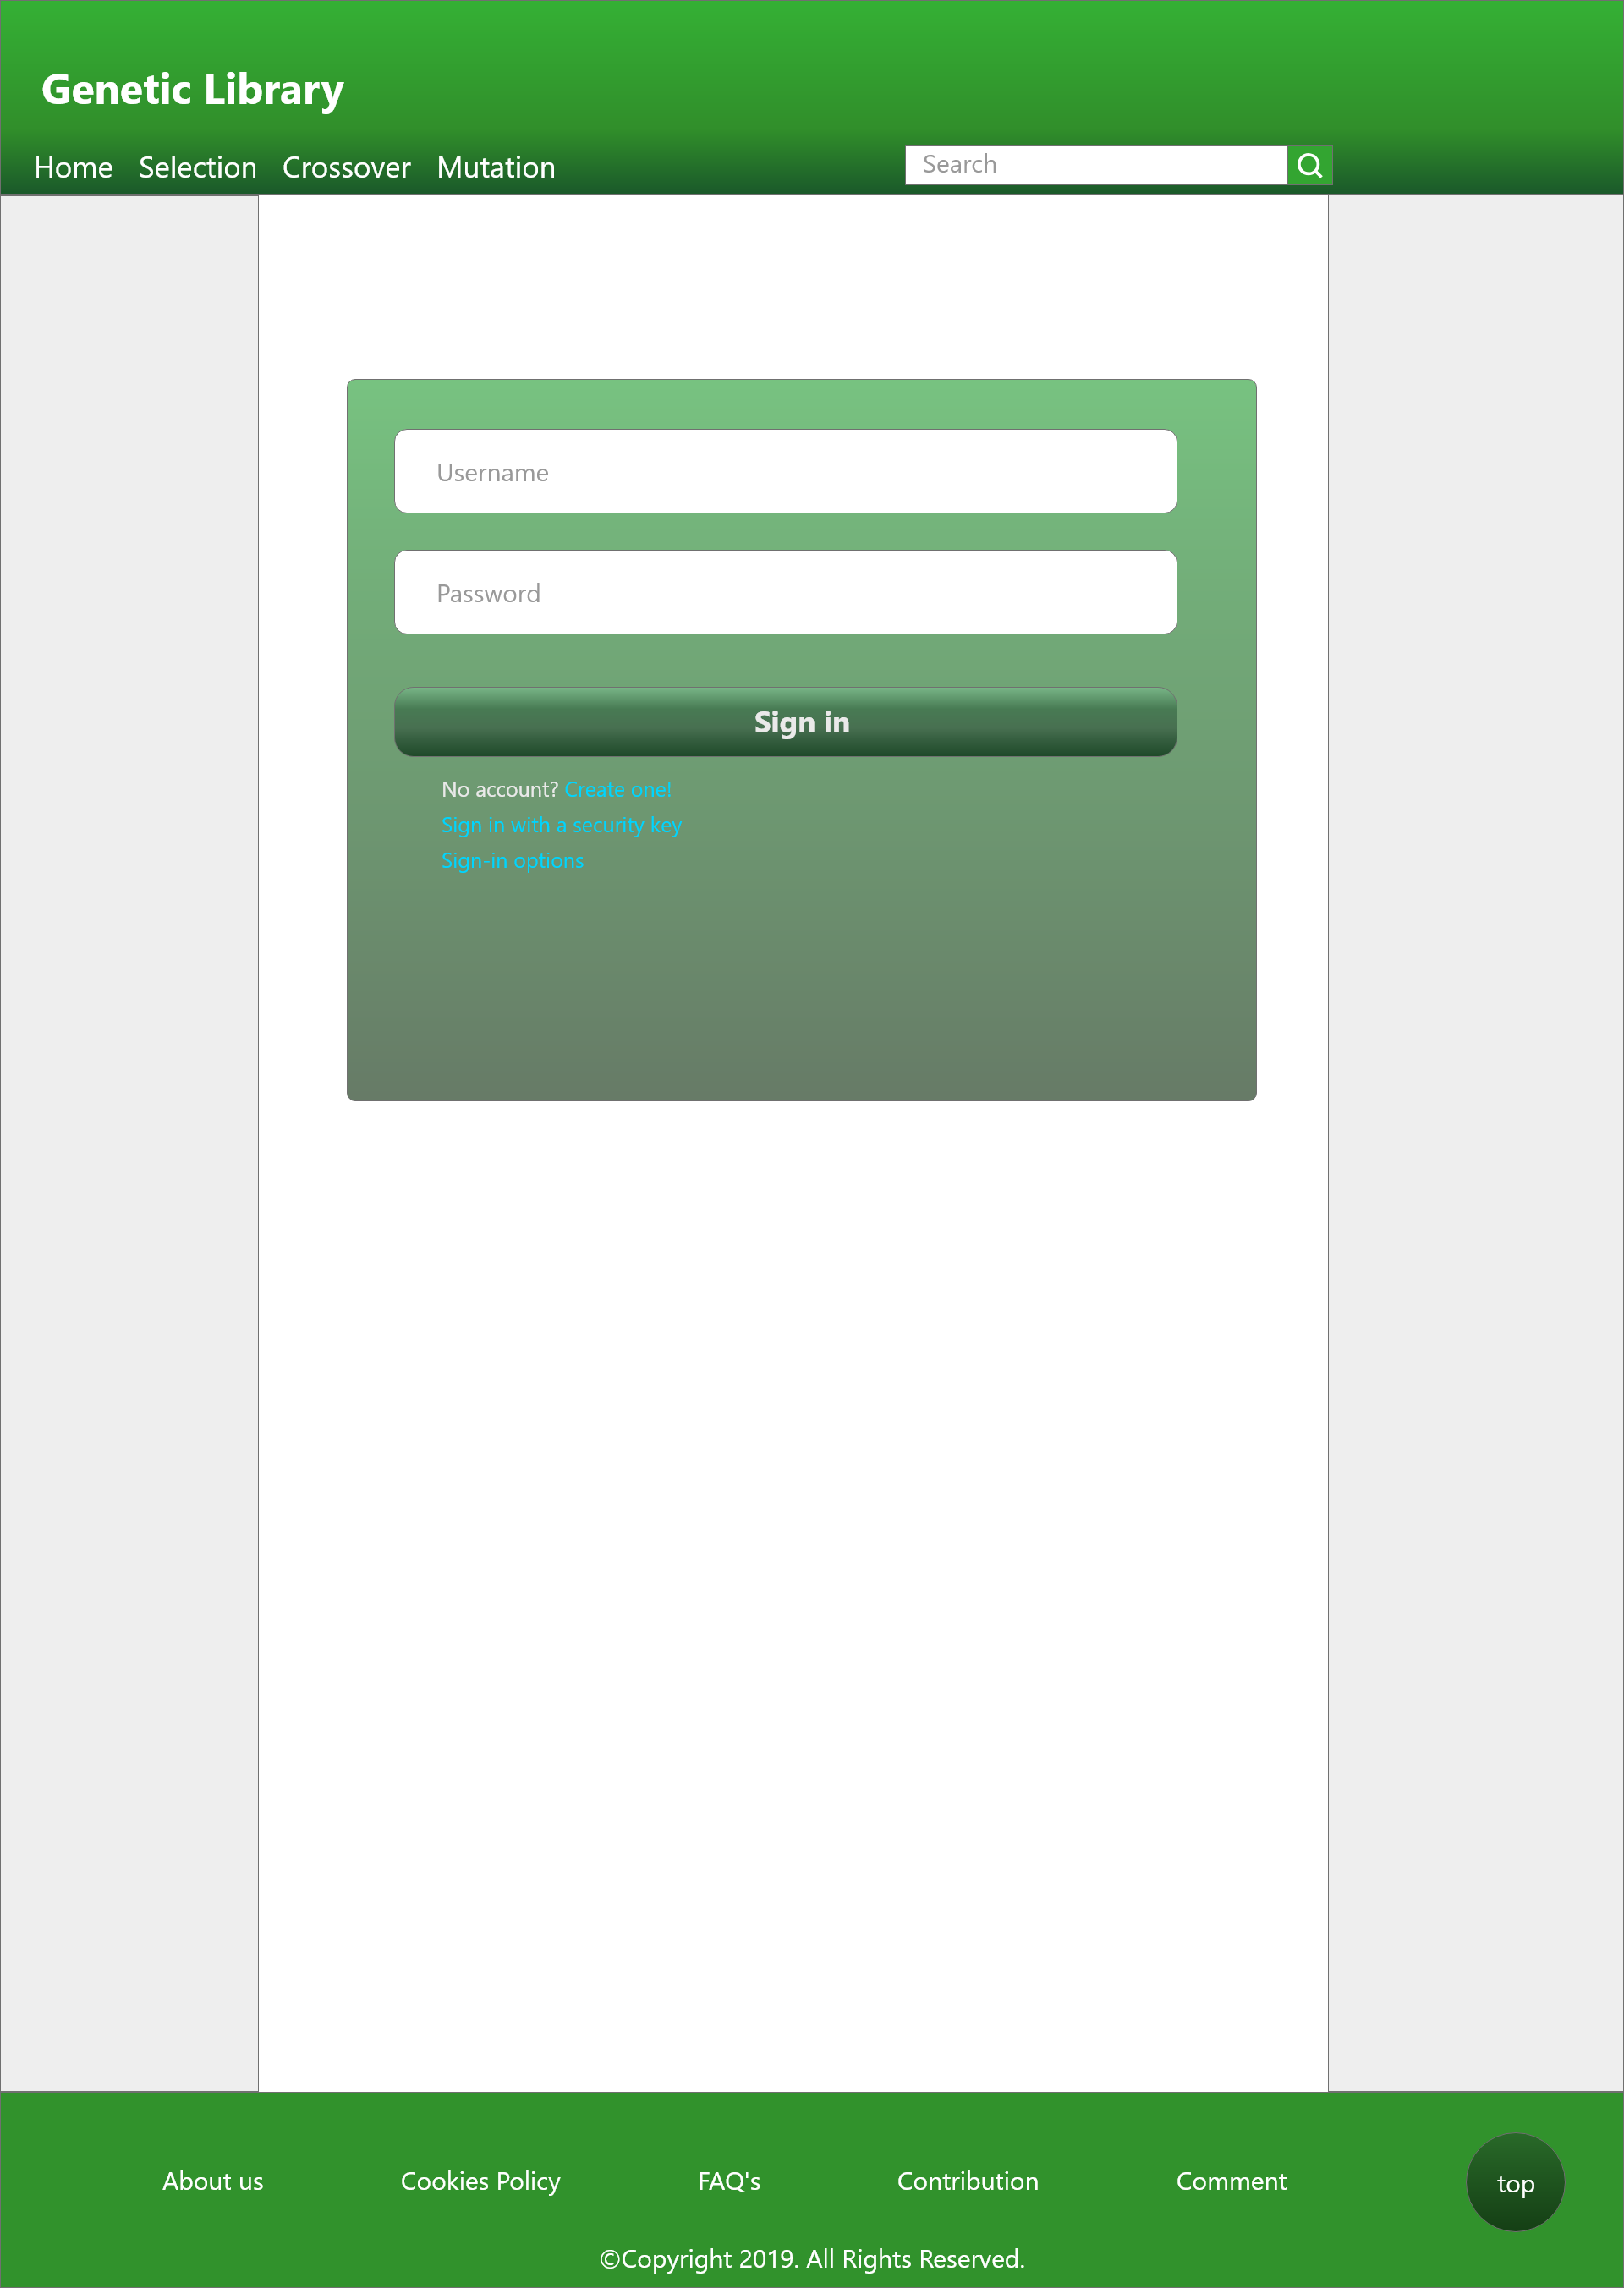 Genetic Library
Home Selection Crossover Mutation Search
Username
Password
Sign in
No account? Create one!
Sign in with a security key
Sign-in options
About us Cookies Policy FAQ's Contribution Comment top
©Copyright 2019. All Rights Reserved.